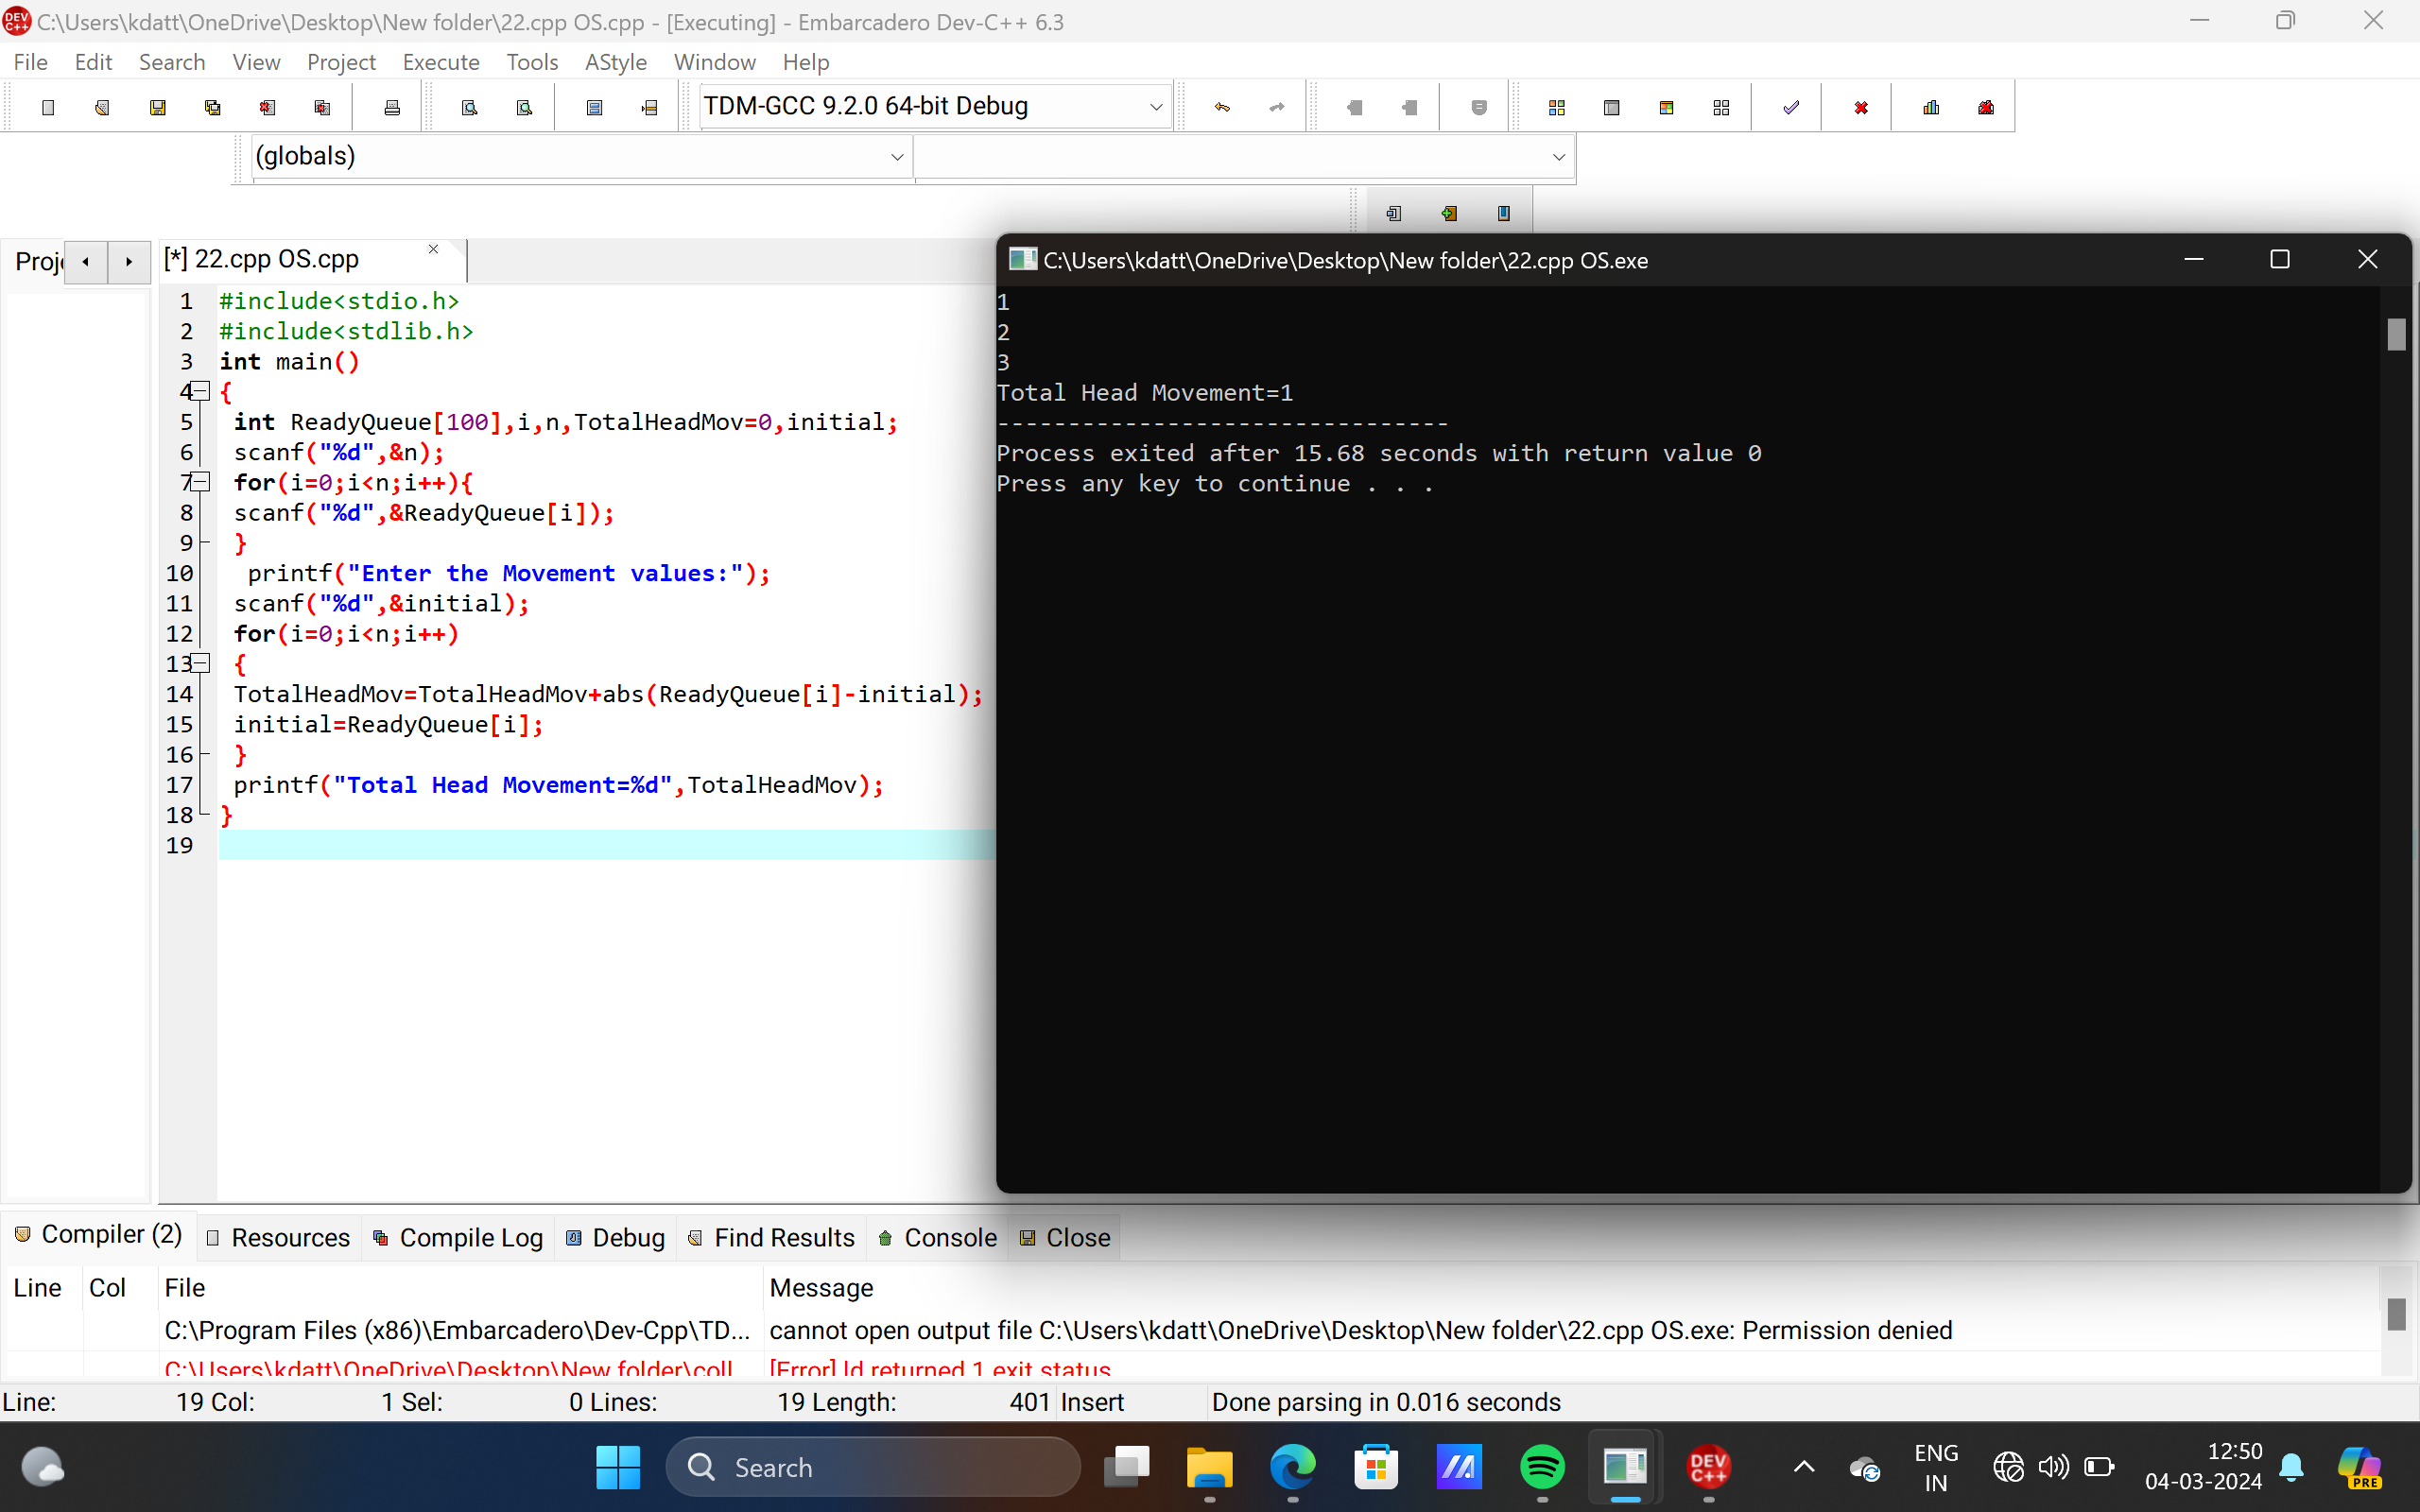 C:\Users\kdatt\OneDrive\Desktop\New folder\22.cpp OS.cpp - [Executing] - Embarcadero Dev-C++ 6.3
File Edit Search View Project Execute Tools AStyle Window Help
TDM-GCC 9.2.0 64-bit Debug
(globals)
[*] 22.cpp OS.cpp
1 #include<stdio.h>
2 #include<stdlib.h>
3 int main()
4 {
5 int ReadyQueue[100],i,n,TotalHeadMov=0,initial;
6 scanf("%d",&n);
7 for(i=0;i<n;i++){
8 scanf("%d",&ReadyQueue[i]);
9 }
10 printf("Enter the Movement values:");
11 scanf("%d",&initial);
12 for(i=0;i<n;i++)
13 {
14 TotalHeadMov=TotalHeadMov+abs(ReadyQueue[i]-initial);
15 initial=ReadyQueue[i];
16 }
17 printf("Total Head Movement=%d",TotalHeadMov);
18 }
19
C:\Users\kdatt\OneDrive\Desktop\New folder\22.cpp OS.exe
1
2
3
Total Head Movement=1
--------------------------------
Process exited after 15.68 seconds with return value 0
Press any key to continue . . .
Compiler (2) Resources Compile Log Debug Find Results Console Close
Line Col File Message
C:\Program Files (x86)\Embarcadero\Dev-Cpp\TD... cannot open output file C:\Users\kdatt\OneDrive\Desktop\New folder\22.cpp OS.exe: Permission denied
C:\Users\kdatt\OneDrive\Desktop\New folder\coll... [Error] ld returned 1 exit status
Line: 19 Col: 1 Sel: 0 Lines: 19 Length: 401 Insert Done parsing in 0.016 seconds
Search
DEV C++
ENG
IN
12:50
04-03-2024
PRE